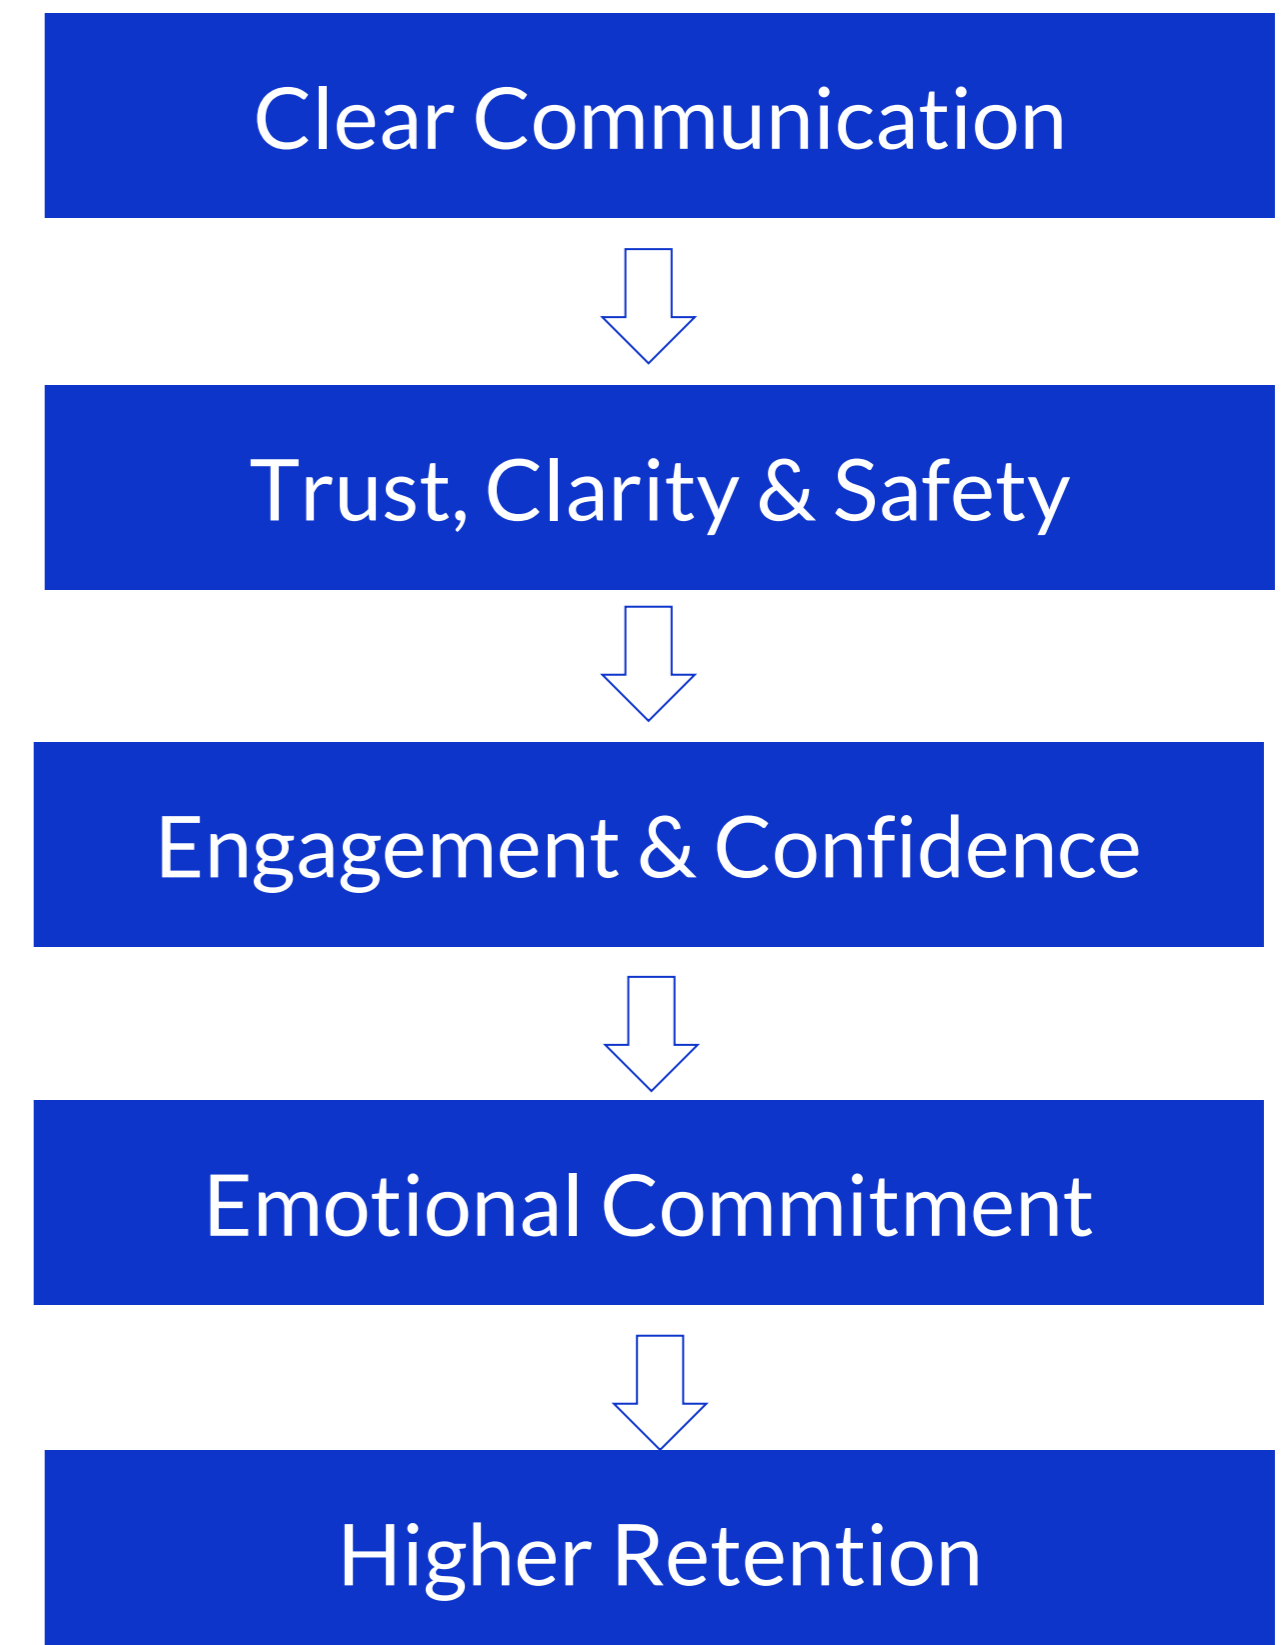 Clear Communication
Trust, Clarity & Safety
Engagement & Confidence
Emotional Commitment
Higher Retention